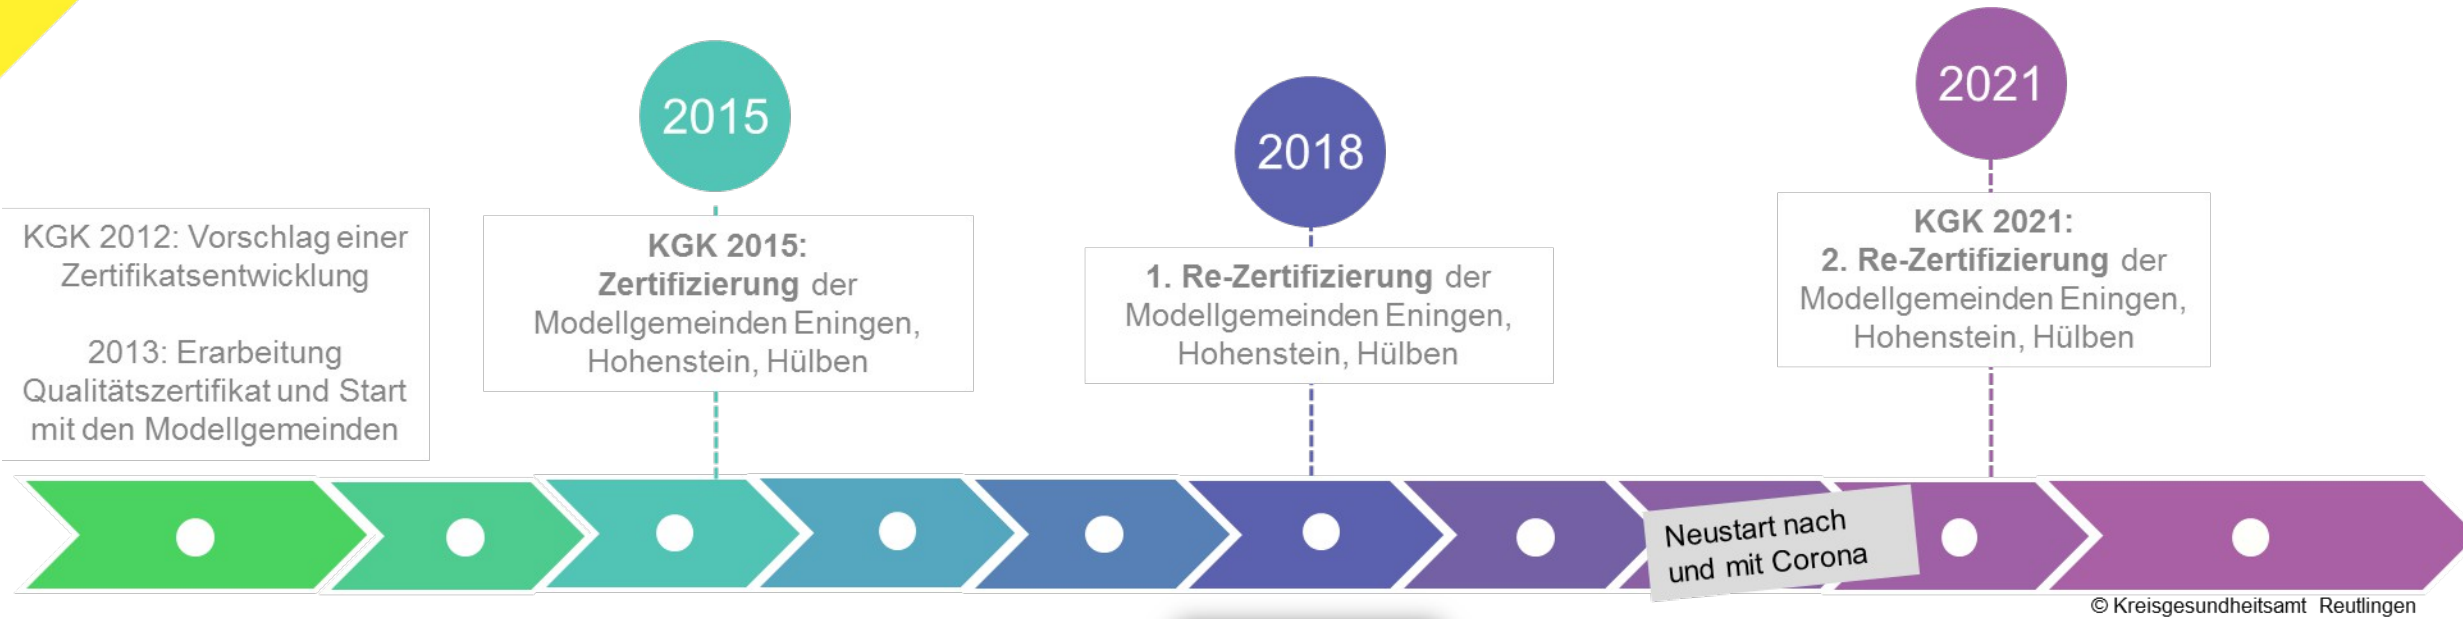 KGK 2012: Vorschlag einer
Zertifikatsentwicklung
2013: Erarbeitung
Qualitätszertifikat und Start
mit den Modellgemeinden
2015
KGK 2015:
Zertifizierung der
Modellgemeinden Eningen,
Hohenstein, Hülben
2018
1. Re-Zertifizierung der
Modellgemeinden Eningen,
Hohenstein, Hülben
2021
KGK 2021:
2. Re-Zertifizierung der
Modellgemeinden Eningen,
Hohenstein, Hülben
Neustart nach
und mit Corona
© Kreisgesundheitsamt Reutlingen